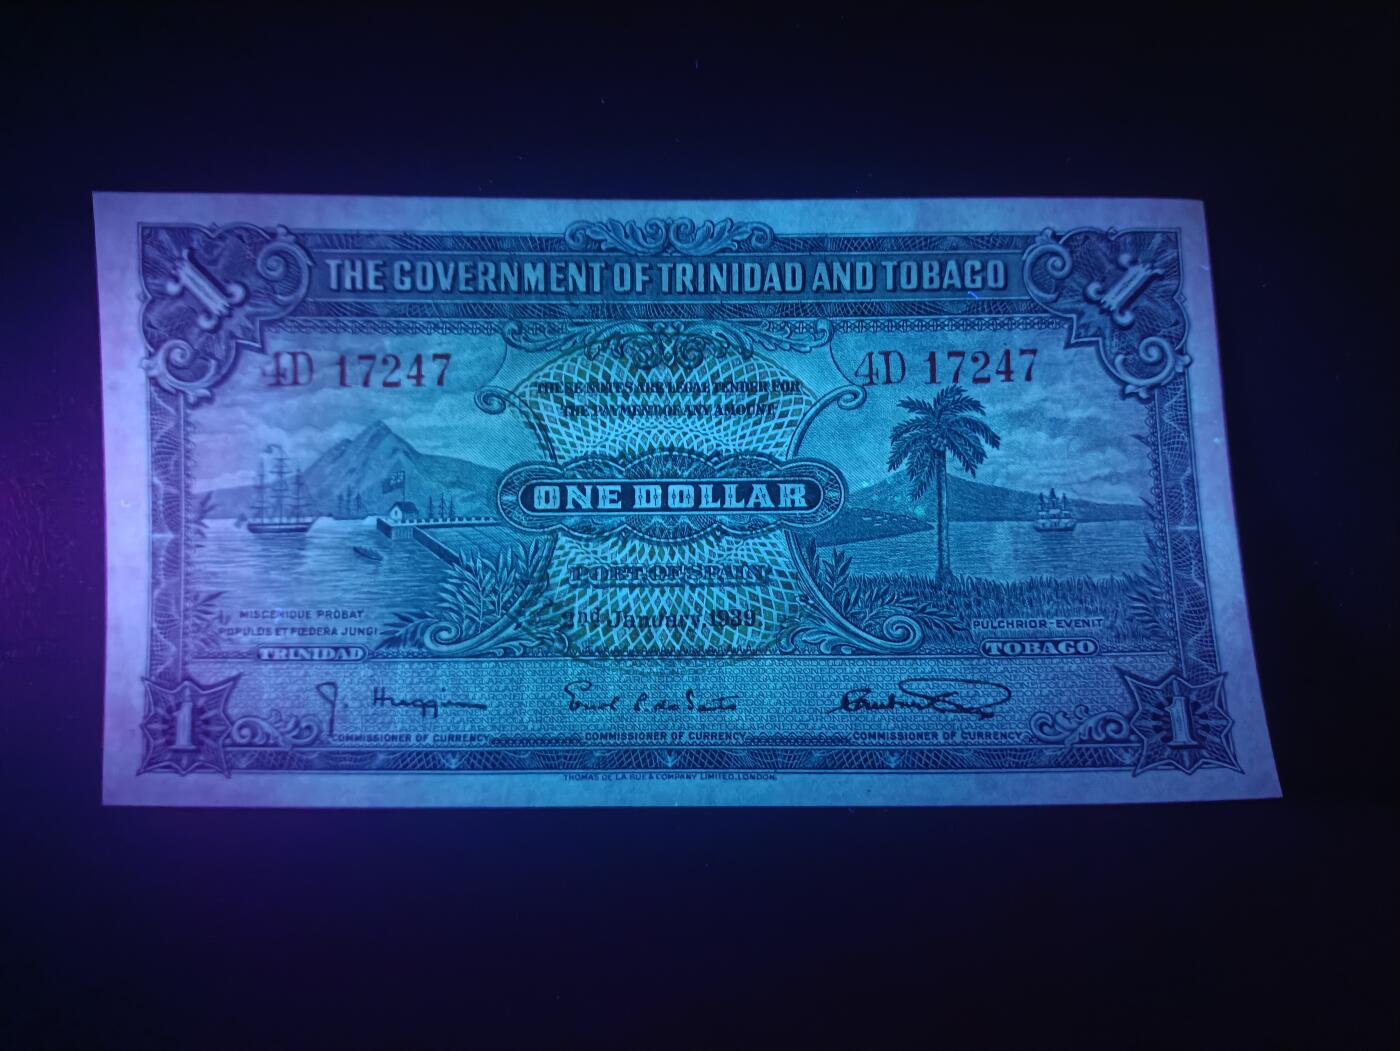 THE GOVERNMENT OF TRINIDAD AND TOBAGO
1 1
4D 17247 4D 17247
THESE NOTES ARE LEGAL TENDER FOR
THE PAYMENT OF ANY AMOUNT
ONE DOLLAR
PORT OF SPAIN
2nd January, 1939.
MISCERIQUE PROBAT
POPULOS ET FŒDERA JUNGI
TRINIDAD
PULCHRIOR-EVENIT
TOBAGO
J. Huggins
COMMISSIONER OF CURRENCY COMMISSIONER OF CURRENCY COMMISSIONER OF CURRENCY
1 1
THOMAS DE LA RUE & COMPANY LIMITED, LONDON.